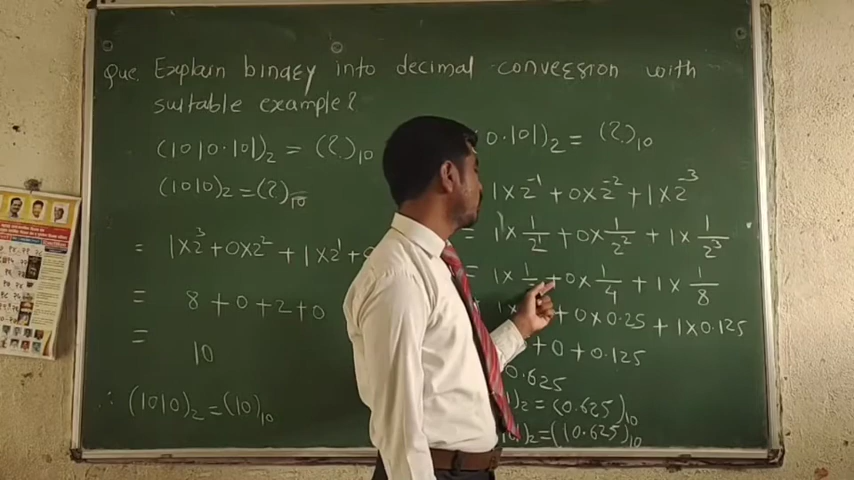 Que. Explain binary into decimal conversion with
suitable example?
(1010.101)₂ = (?)₁₀
(1010)₂ = (?)₁₀
= 1×2³ + 0×2² + 1×2¹ + 0
= 8 + 0 + 2 + 0
= 10
∴ (1010)₂ = (10)₁₀
0.101)₂ = (?)₁₀
1×2⁻¹ + 0×2⁻² + 1×2⁻³
= 1×1/2¹ + 0×1/2² + 1×1/2³
= 1×1/ + 0×1/4 + 1×1/8
+ 0×0.25 + 1×0.125
+ 0 + 0.125
0.625
)₂ = (0.625)₁₀
)₂ = (10.625)₁₀